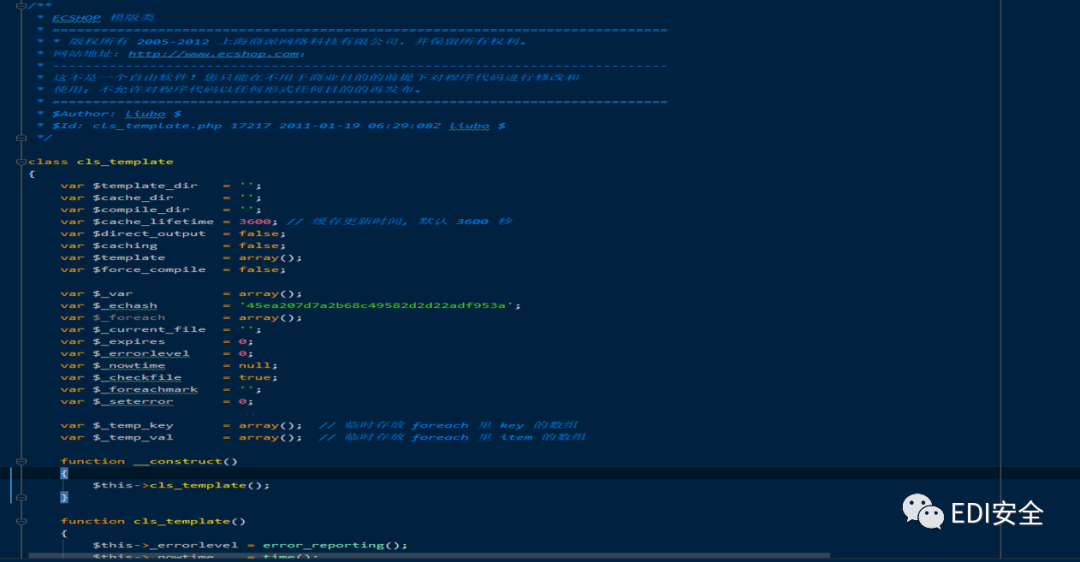 /**
 * ECSHOP 模版类
 * ============================================================================
 * * 版权所有 2005-2012 上海商派网络科技有限公司，并保留所有权利。
 * 网站地址: http://www.ecshop.com；
 * ----------------------------------------------------------------------------
 * 这不是一个自由软件！您只能在不用于商业目的的前提下对程序代码进行修改和
 * 使用；不允许对程序代码以任何形式任何目的的再发布。
 * ============================================================================
 * $Author: liubo $
 * $Id: cls_template.php 17217 2011-01-19 06:29:08Z liubo $
 */
class cls_template
{
    var $template_dir   = '';
    var $cache_dir      = '';
    var $compile_dir    = '';
    var $cache_lifetime = 3600; // 缓存更新时间, 默认 3600 秒
    var $direct_output  = false;
    var $caching        = false;
    var $template       = array();
    var $force_compile  = false;
    var $_var           = array();
    var $_echash        = '45ea207d7a2b68c49582d2d22adf953a';
    var $_foreach       = array();
    var $_current_file  = '';
    var $_expires       = 0;
    var $_errorlevel    = 0;
    var $_nowtime       = null;
    var $_checkfile     = true;
    var $_foreachmark   = '';
    var $_seterror      = 0;
    var $_temp_key      = array();  // 临时存放 foreach 里 key 的数组
    var $_temp_val      = array();  // 临时存放 foreach 里 item 的数组
    function __construct()
    {
        $this->cls_template();
    }
    function cls_template()
    {
        $this->_errorlevel = error_reporting();
        $this->_nowtime    = time();
EDI安全